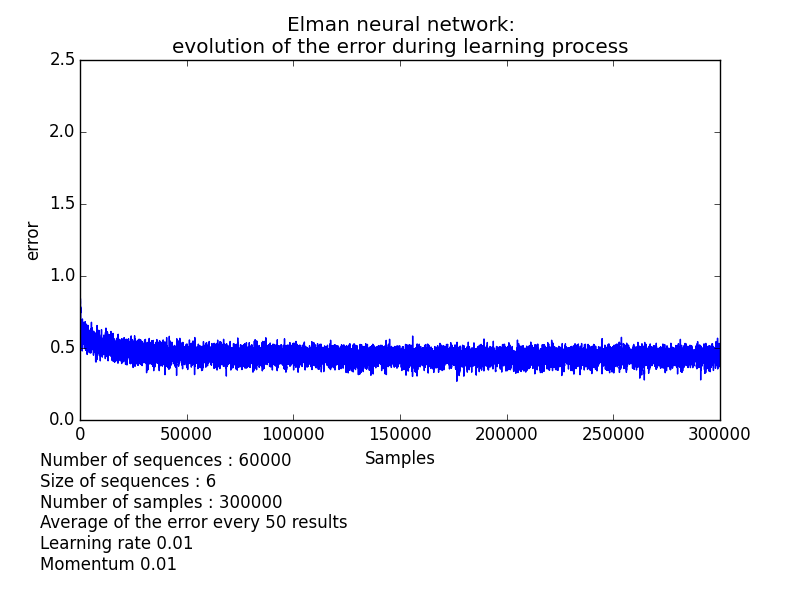 Elman neural network:
evolution of the error during learning process
2.5
2.0
1.5
1.0
0.5
0.0
error
0 50000 100000 150000 200000 250000 300000
Samples
Number of sequences : 60000
Size of sequences : 6
Number of samples : 300000
Average of the error every 50 results
Learning rate 0.01
Momentum 0.01